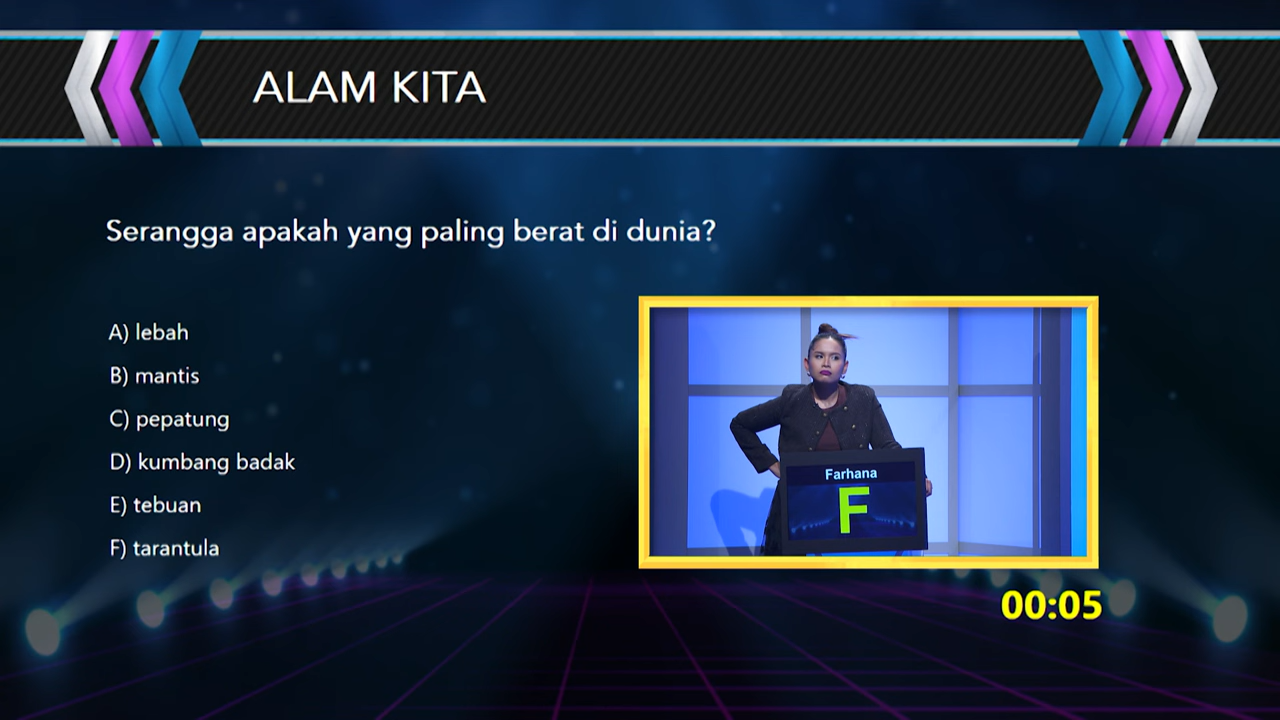 ALAM KITA
Serangga apakah yang paling berat di dunia?
A) lebah
B) mantis
C) pepatung
D) kumbang badak
E) tebuan
F) tarantula
Farhana
F
00:05